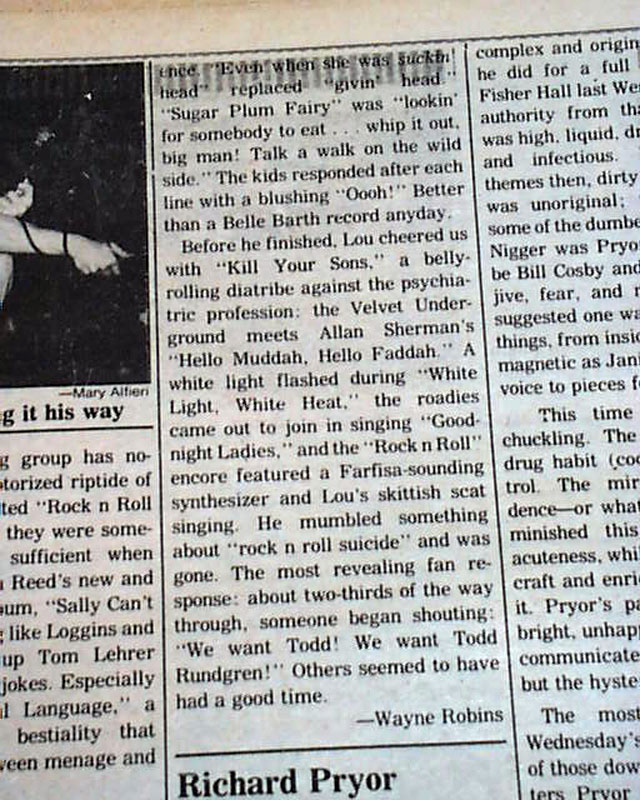 —Mary Alfieri
g it his way
g group has no-
otorized riptide of
ted "Rock n Roll
they were some-
sufficient when
Reed's new and
"Sally Can't
like Loggins and
up Tom Lehrer
jokes. Especially
l Language," a
bestiality that
ween menage and
ence. "Even when she was suckin'
head" replaced "givin' head."
"Sugar Plum Fairy" was "lookin'
for somebody to eat . . . whip it out,
big man! Talk a walk on the wild
side." The kids responded after each
line with a blushing "Oooh!" Better
than a Belle Barth record anyday.
Before he finished, Lou cheered us
with "Kill Your Sons," a belly-
rolling diatribe against the psychia-
tric profession: the Velvet Under-
ground meets Allan Sherman's
"Hello Muddah, Hello Faddah." A
white light flashed during "White
Light, White Heat," the roadies
came out to join in singing "Good-
night Ladies," and the "Rock n Roll"
encore featured a Farfisa-sounding
synthesizer and Lou's skittish scat
singing. He mumbled something
about "rock n roll suicide" and was
gone. The most revealing fan re-
sponse: about two-thirds of the way
through, someone began shouting:
"We want Todd! We want Todd
Rundgren!" Others seemed to have
had a good time.
—Wayne Robins
Richard Pryor
complex and origin
he did for a full
Fisher Hall last We
authority from tha
was high, liquid, d
and infectious.
themes then, dirty
was unoriginal;
some of the dumbe
Nigger was Pryo
be Bill Cosby and
jive, fear, and r
suggested one wa
things, from insi
magnetic as Jani
voice to pieces f
This time
chuckling. The
drug habit (coc
trol. The mir
dence—or what
minished this
acuteness, whi
craft and enri
it. Pryor's pa
bright, unhapp
communicate
but the hyste
The most
Wednesday's
of those dow
ters Pryor